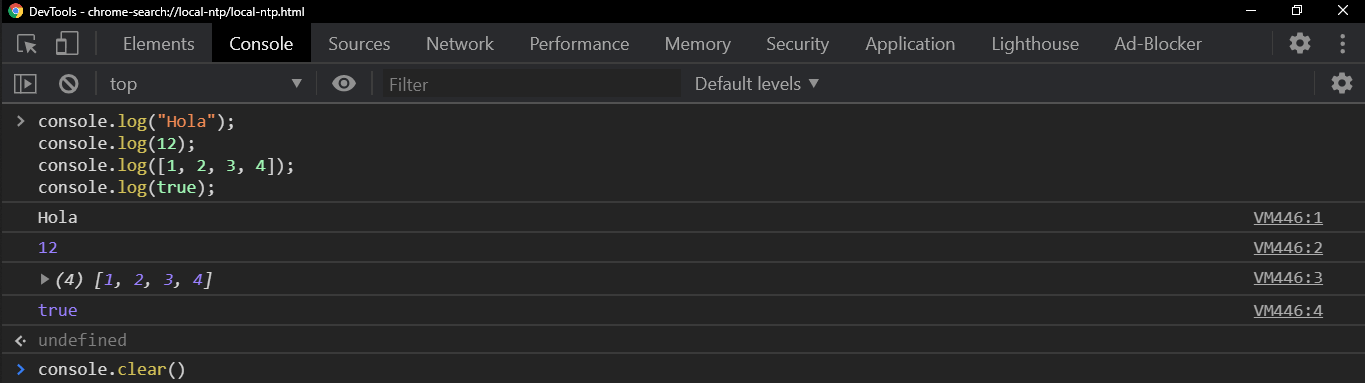 DevTools - chrome-search://local-ntp/local-ntp.html
Elements Console Sources Network Performance Memory Security Application Lighthouse Ad-Blocker
top Filter Default levels
console.log("Hola");
console.log(12);
console.log([1, 2, 3, 4]);
console.log(true);
Hola VM446:1
12 VM446:2
(4) [1, 2, 3, 4] VM446:3
true VM446:4
undefined
console.clear()